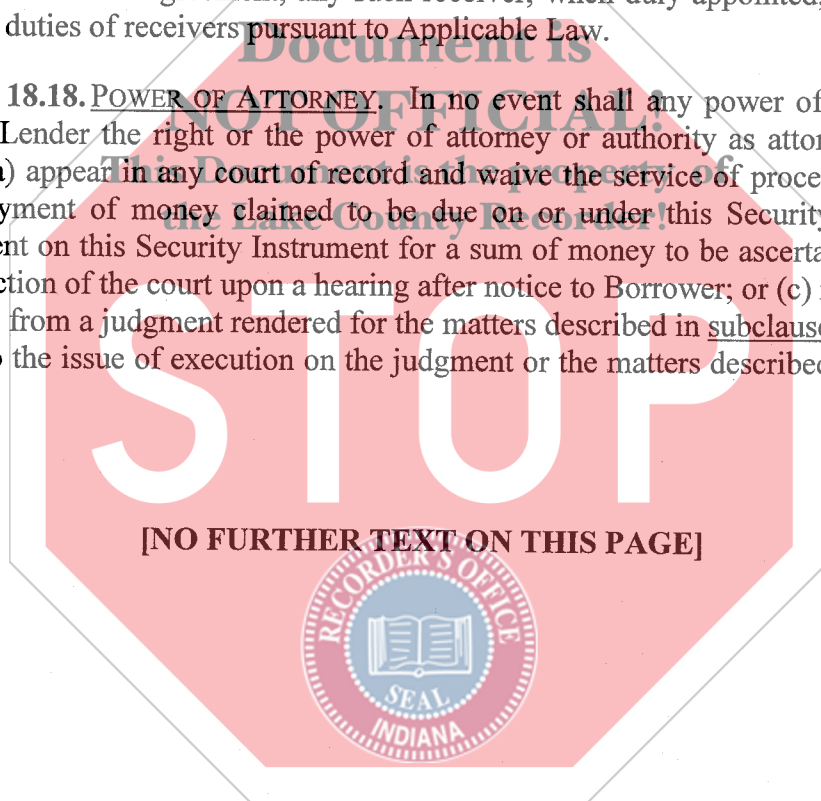 duties of receivers pursuant to Applicable Law.
Document is
18.18. POWER OF ATTORNEY. In no event shall any power of
NOT OFFICIAL!
Lender the right or the power of attorney or authority as attor
) appear in any court of record and waive the service of proce
This Document is the property of
yment of money claimed to be due on or under this Security
the Lake County Recorder!
ent on this Security Instrument for a sum of money to be ascerta
ction of the court upon a hearing after notice to Borrower; or (c)
from a judgment rendered for the matters described in subclause
the issue of execution on the judgment or the matters described
STOP
[NO FURTHER TEXT ON THIS PAGE]
RECORDER'S OFFICE
SEAL
INDIANA